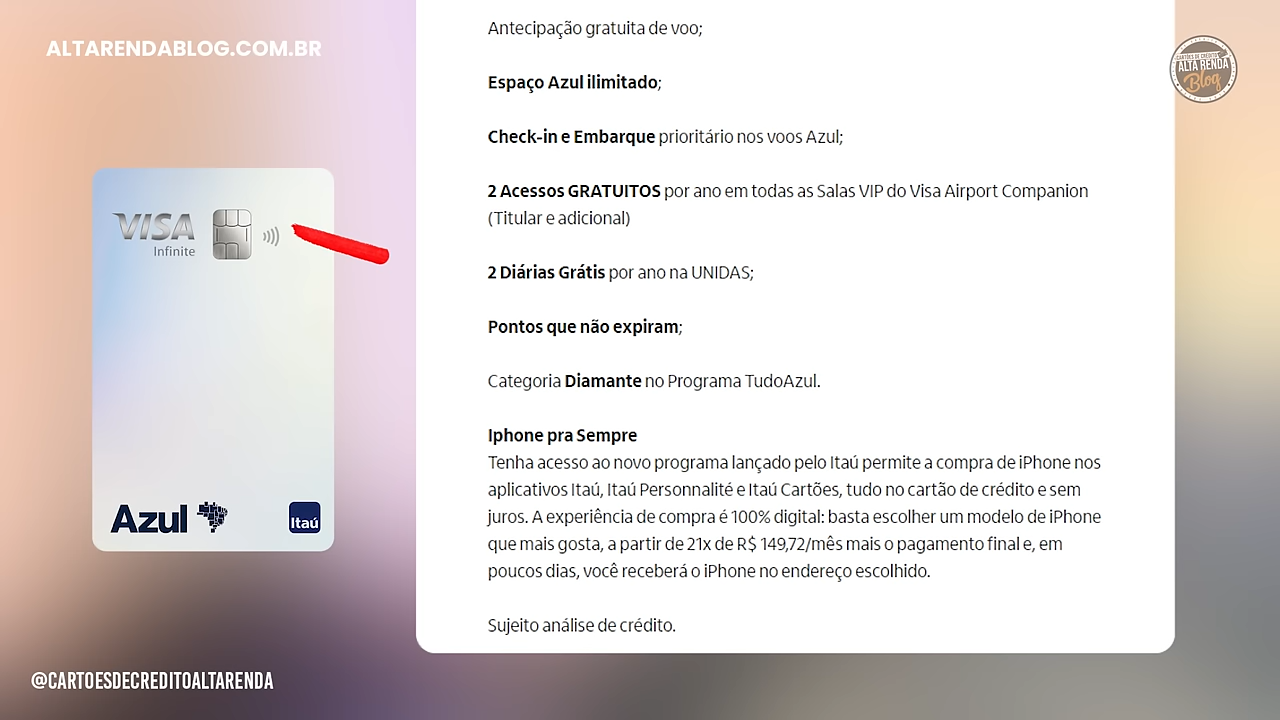 ALTARENDABLOG.COM.BR
CARTÕES DE CRÉDITO
ALTA RENDA
Blog
VISA
Infinite
Azul
Itaú
Antecipação gratuita de voo;
Espaço Azul ilimitado;
Check-in e Embarque prioritário nos voos Azul;
2 Acessos GRATUITOS por ano em todas as Salas VIP do Visa Airport Companion
(Titular e adicional)
2 Diárias Grátis por ano na UNIDAS;
Pontos que não expiram;
Categoria Diamante no Programa TudoAzul.
Iphone pra Sempre
Tenha acesso ao novo programa lançado pelo Itaú permite a compra de iPhone nos
aplicativos Itaú, Itaú Personnalité e Itaú Cartões, tudo no cartão de crédito e sem
juros. A experiência de compra é 100% digital: basta escolher um modelo de iPhone
que mais gosta, a partir de 21x de R$ 149,72/mês mais o pagamento final e, em
poucos dias, você receberá o iPhone no endereço escolhido.
Sujeito análise de crédito.
@CARTOESDECREDITOALTARENDA